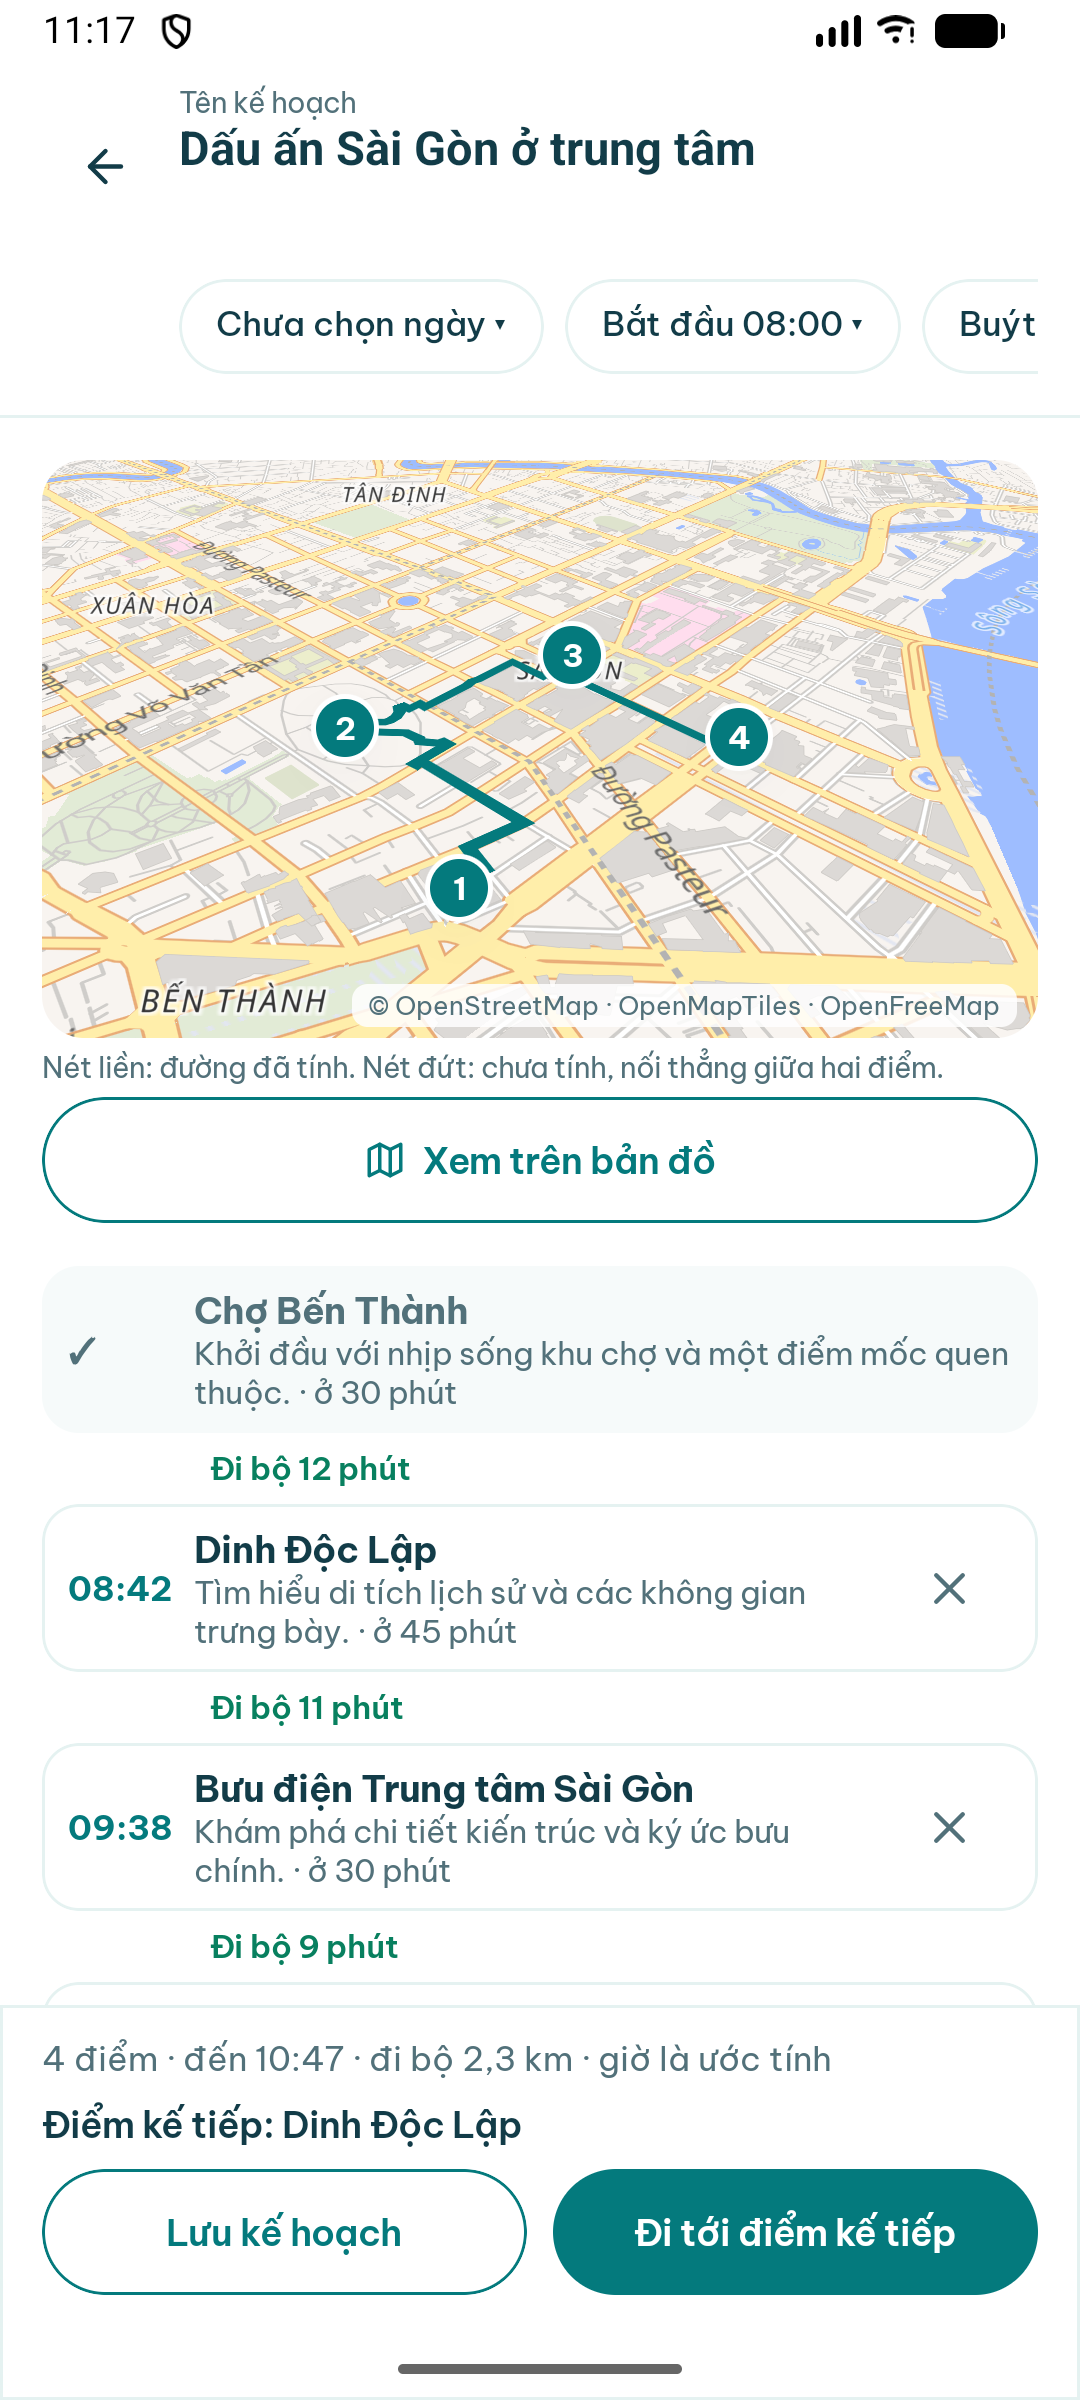 11:17
Tên kế hoạch
Dấu ấn Sài Gòn ở trung tâm
Chưa chọn ngày ▾
Bắt đầu 08:00 ▾
Buýt
TÂN ĐỊNH
Đường Pasteur
XUÂN HÒA
Sông Sà
ường Võ Văn Tần
3
2
4
Đường Pasteur
1
BẾN THÀNH
© OpenStreetMap · OpenMapTiles · OpenFreeMap
Nét liền: đường đã tính. Nét đứt: chưa tính, nối thẳng giữa hai điểm.
Xem trên bản đồ
Chợ Bến Thành
✓
Khởi đầu với nhịp sống khu chợ và một điểm mốc quen
thuộc. · ở 30 phút
Đi bộ 12 phút
Dinh Độc Lập
08:42
Tìm hiểu di tích lịch sử và các không gian
trưng bày. · ở 45 phút
Đi bộ 11 phút
Bưu điện Trung tâm Sài Gòn
09:38
Khám phá chi tiết kiến trúc và ký ức bưu
chính. · ở 30 phút
Đi bộ 9 phút
4 điểm · đến 10:47 · đi bộ 2,3 km · giờ là ước tính
Điểm kế tiếp: Dinh Độc Lập
Lưu kế hoạch
Đi tới điểm kế tiếp